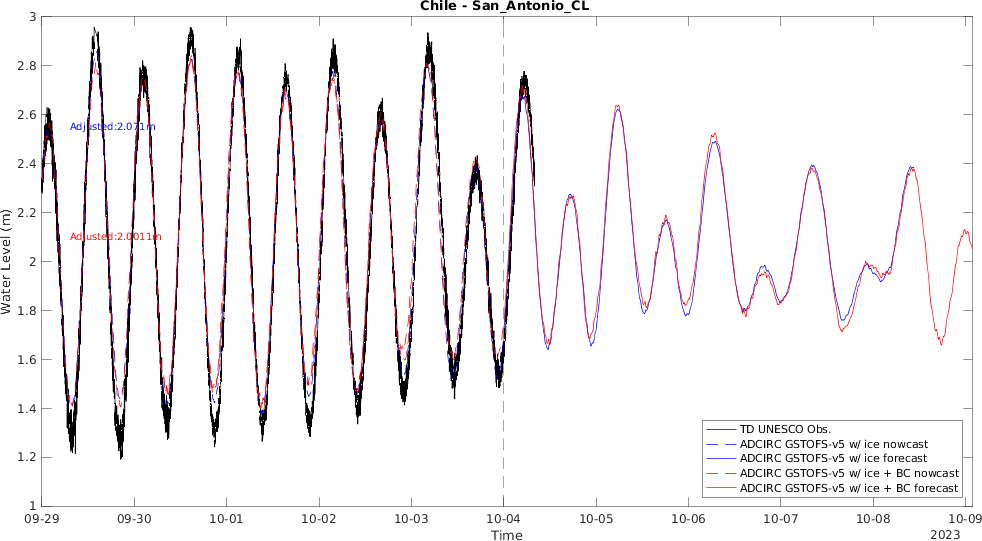 Chile - San_Antonio_CL
3
2.8
2.6
2.4
2.2
2
1.8
1.6
1.4
1.2
1
Water Level (m)
Adjusted:2.071m
Adjusted:2.0011m
TD UNESCO Obs.
ADCIRC GSTOFS-v5 w/ ice nowcast
ADCIRC GSTOFS-v5 w/ ice forecast
ADCIRC GSTOFS-v5 w/ ice + BC nowcast
ADCIRC GSTOFS-v5 w/ ice + BC forecast
09-29 09-30 10-01 10-02 10-03 10-04 10-05 10-06 10-07 10-08 10-09
Time
2023